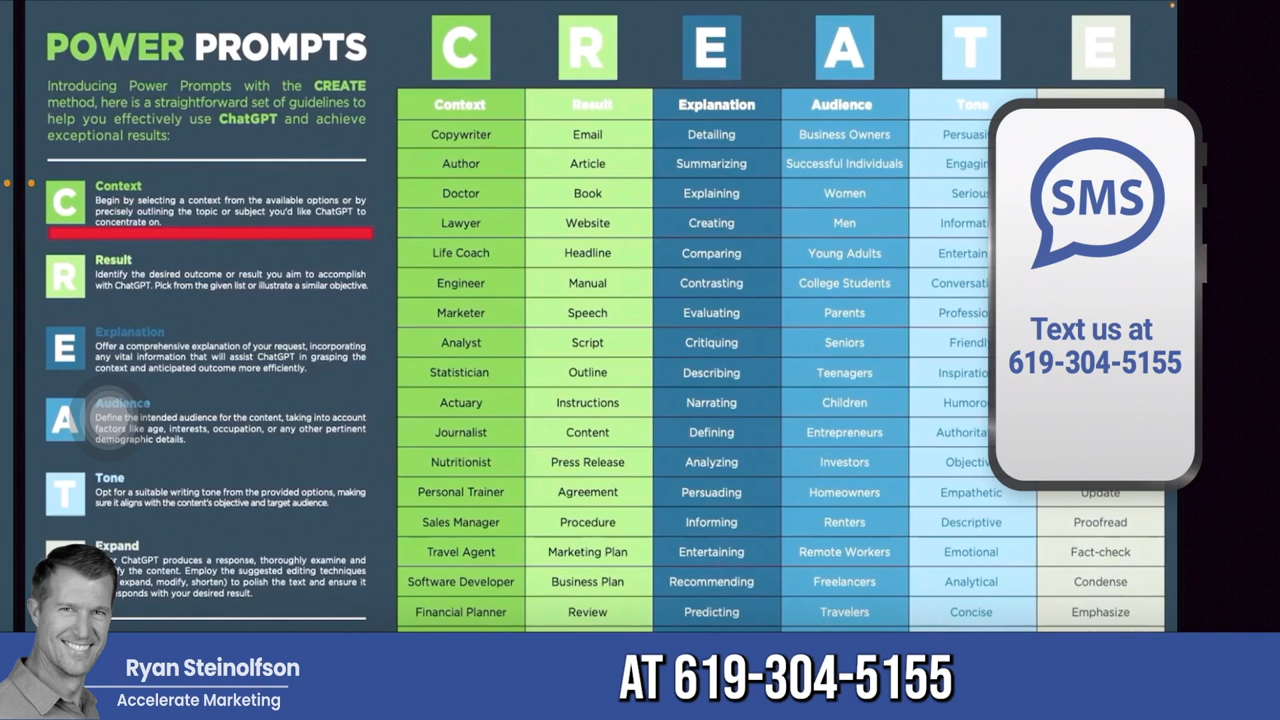 POWER PROMPTS
Introducing Power Prompts with the CREATE
method, here is a straightforward set of guidelines to
help you effectively use ChatGPT and achieve
exceptional results:
C
Context
Begin by selecting a context from the available options or by
precisely outlining the topic or subject you'd like ChatGPT to
concentrate on.
R
Result
Identify the desired outcome or result you aim to accomplish
with ChatGPT. Pick from the given list or illustrate a similar objective.
E
Explanation
Offer a comprehensive explanation of your request, incorporating
any vital information that will assist ChatGPT in grasping the
context and anticipated outcome more efficiently.
A
Audience
Define the intended audience for the content, taking into account
factors like age, interests, occupation, or any other pertinent
demographic details.
T
Tone
Opt for a suitable writing tone from the provided options, making
sure it aligns with the content's objective and target audience.
Expand
ChatGPT produces a response, thoroughly examine and
the content. Employ the suggested editing techniques
expand, modify, shorten) to polish the text and ensure it
with your desired result.
C R E A T E
Context Result Explanation Audience Tone
Copywriter Email Detailing Business Owners
Author Article Summarizing Successful Individuals
Doctor Book Explaining Women Serious
Lawyer Website Creating Men
Life Coach Headline Comparing Young Adults
Engineer Manual Contrasting College Students
Marketer Speech Evaluating Parents
Analyst Script Critiquing Seniors Friendly
Statistician Outline Describing Teenagers
Actuary Instructions Narrating Children
Journalist Content Defining Entrepreneurs
Nutritionist Press Release Analyzing Investors
Personal Trainer Agreement Persuading Homeowners Empathetic Update
Sales Manager Procedure Informing Renters Descriptive Proofread
Travel Agent Marketing Plan Entertaining Remote Workers Emotional Fact-check
Software Developer Business Plan Recommending Freelancers Analytical Condense
Financial Planner Review Predicting Travelers Concise Emphasize
SMS
Text us at
619-304-5155
Ryan Steinolfson
Accelerate Marketing
AT 619-304-5155